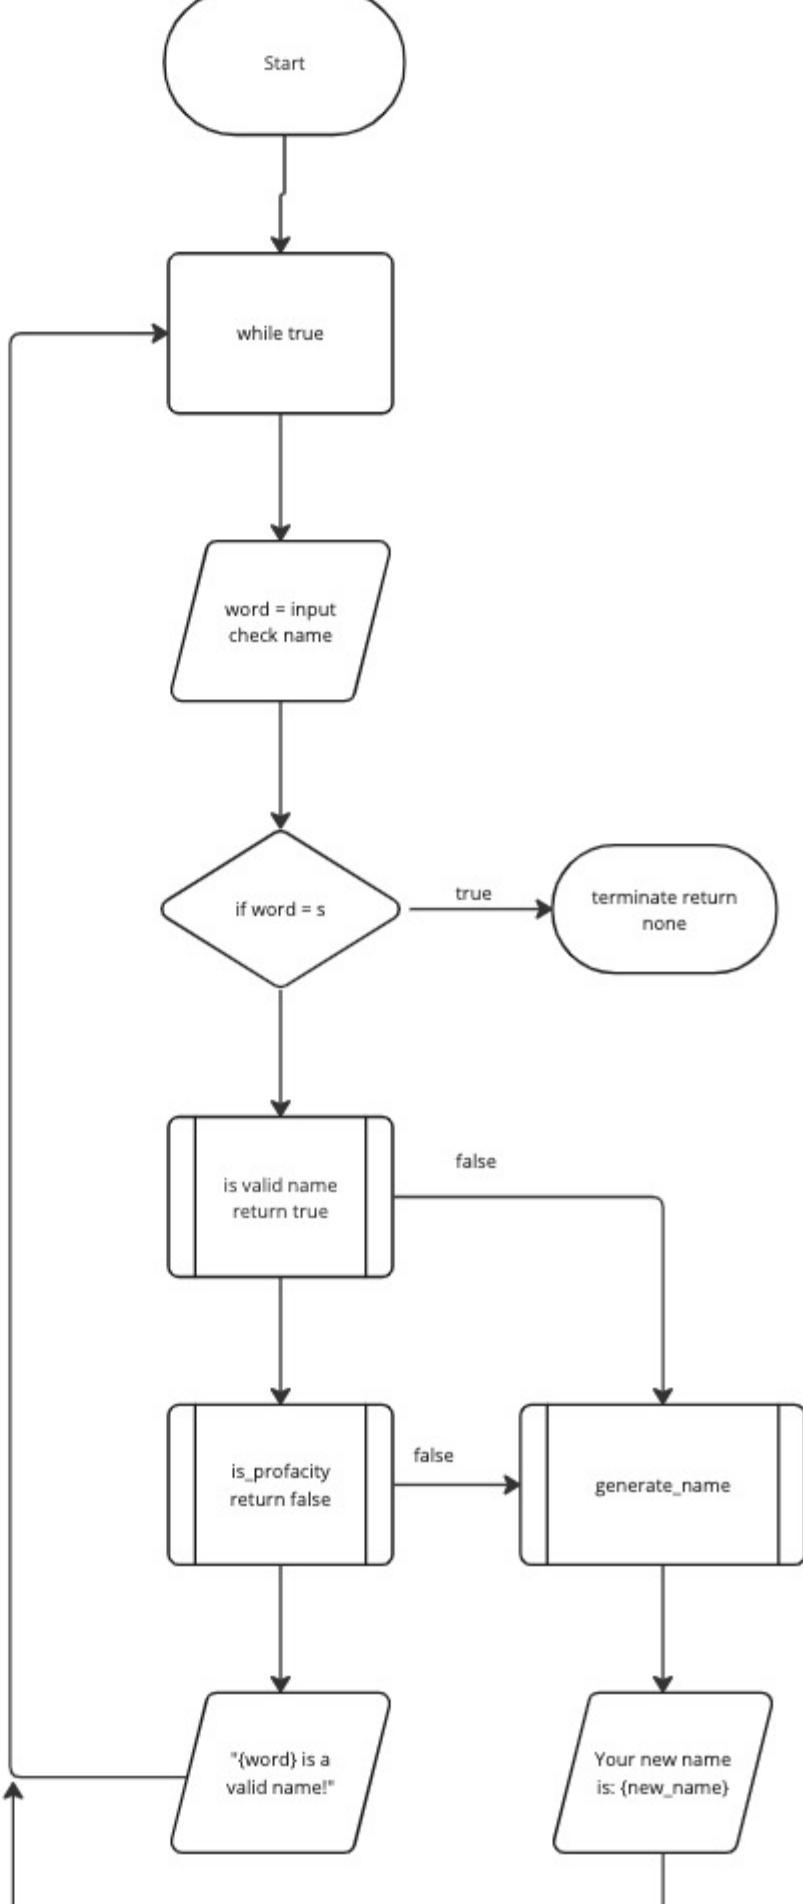 Start
while true
word = input
check name
if word = s
true
terminate return
none
is valid name
return true
false
is_profacity
return false
false
generate_name
"{word} is a
valid name!"
Your new name
is: {new_name}